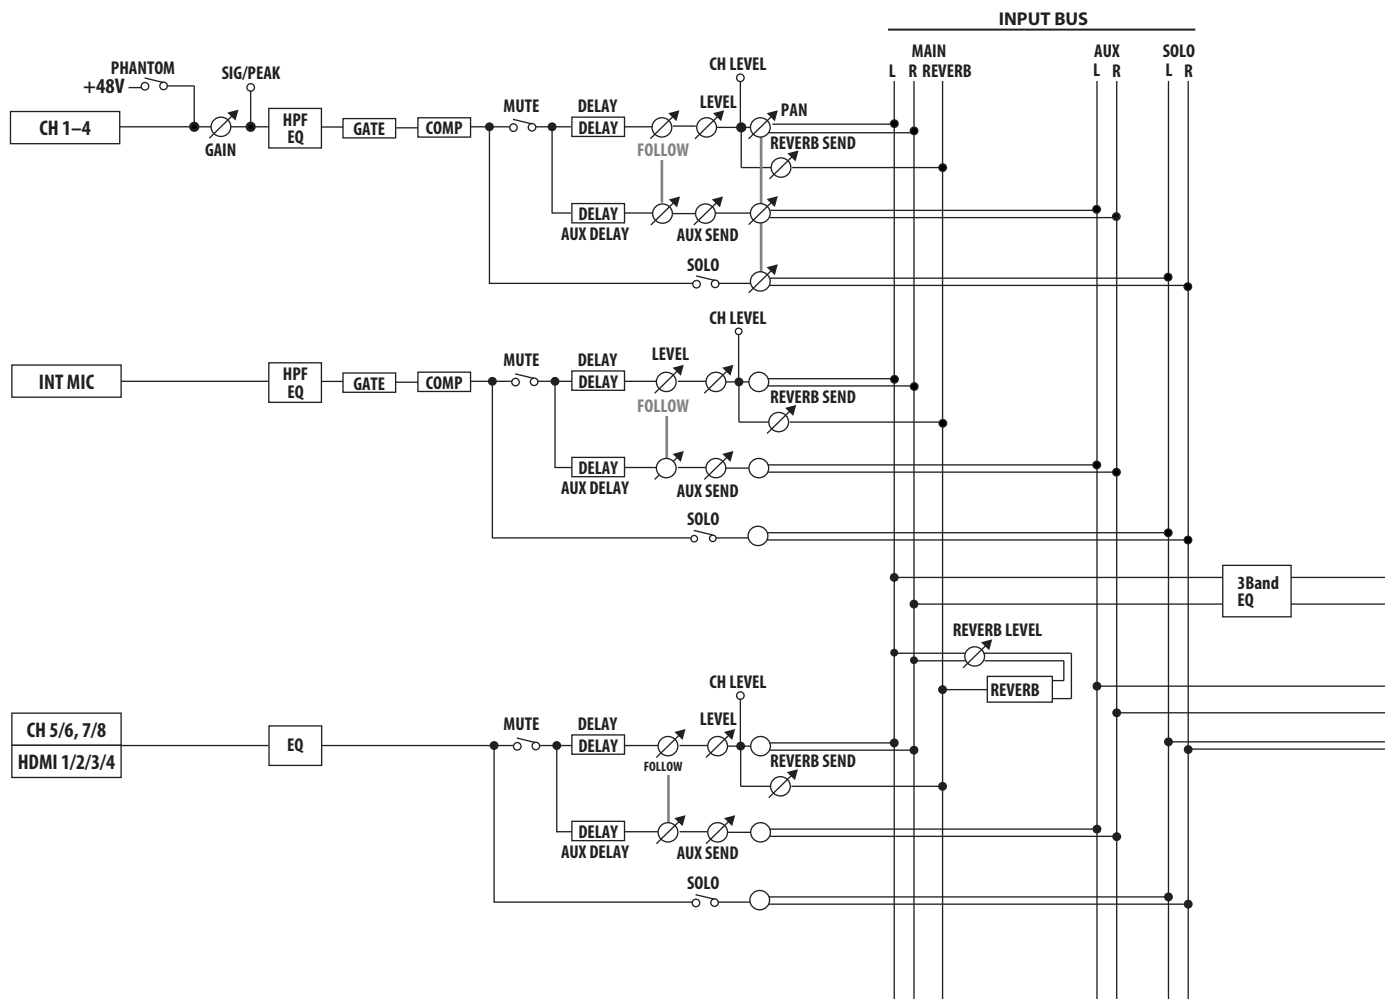 INPUT BUS
MAIN
AUX
SOLO
L R REVERB
L R
L R
PHANTOM
+48V
SIG/PEAK
CH LEVEL
CH 1–4
GAIN
HPF
EQ
GATE
COMP
MUTE
DELAY
DELAY
LEVEL
PAN
FOLLOW
REVERB SEND
DELAY
AUX DELAY
AUX SEND
SOLO
CH LEVEL
INT MIC
HPF
EQ
GATE
COMP
MUTE
DELAY
DELAY
LEVEL
FOLLOW
REVERB SEND
DELAY
AUX DELAY
AUX SEND
SOLO
3Band
EQ
REVERB LEVEL
REVERB
CH LEVEL
CH 5/6, 7/8
HDMI 1/2/3/4
EQ
MUTE
DELAY
DELAY
LEVEL
FOLLOW
REVERB SEND
DELAY
AUX DELAY
AUX SEND
SOLO